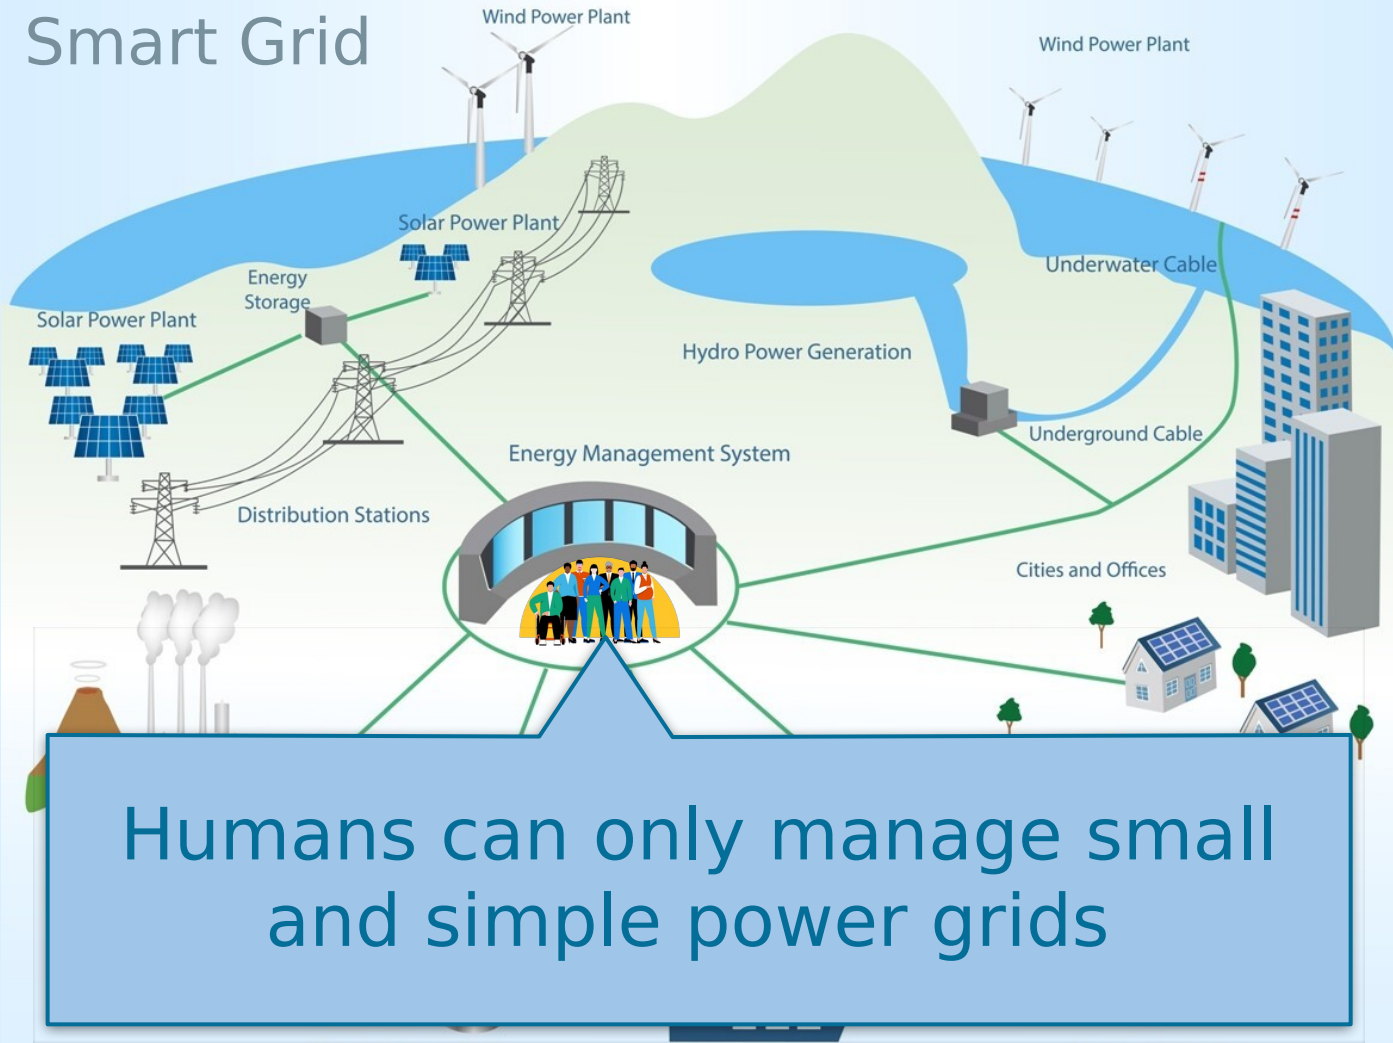 Smart Grid
Wind Power Plant
Wind Power Plant
Solar Power Plant
Energy
Storage
Underwater Cable
Solar Power Plant
Hydro Power Generation
Underground Cable
Energy Management System
Distribution Stations
Cities and Offices
Humans can only manage small
and simple power grids